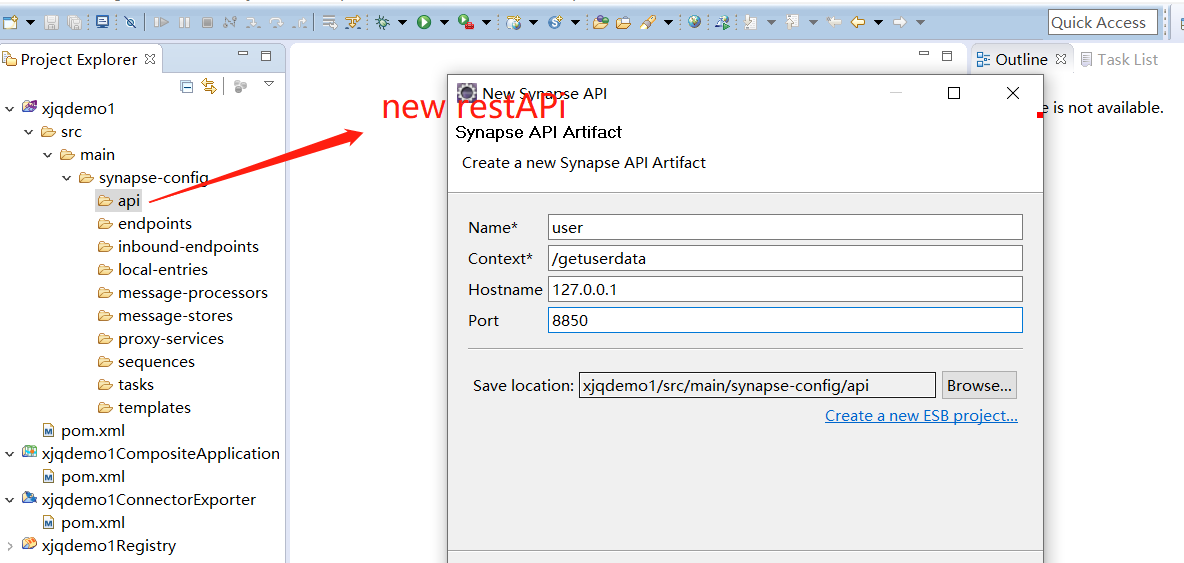 Quick Access
Project Explorer
Outline
Task List
xjqdemo1
src
main
synapse-config
api
endpoints
inbound-endpoints
local-entries
message-processors
message-stores
proxy-services
sequences
tasks
templates
pom.xml
xjqdemo1CompositeApplication
pom.xml
xjqdemo1ConnectorExporter
pom.xml
xjqdemo1Registry
new restAPi
New Synapse API
e is not available.
Synapse API Artifact
Create a new Synapse API Artifact
Name* user
Context* /getuserdata
Hostname 127.0.0.1
Port 8850
Save location: xjqdemo1/src/main/synapse-config/api Browse...
Create a new ESB project...